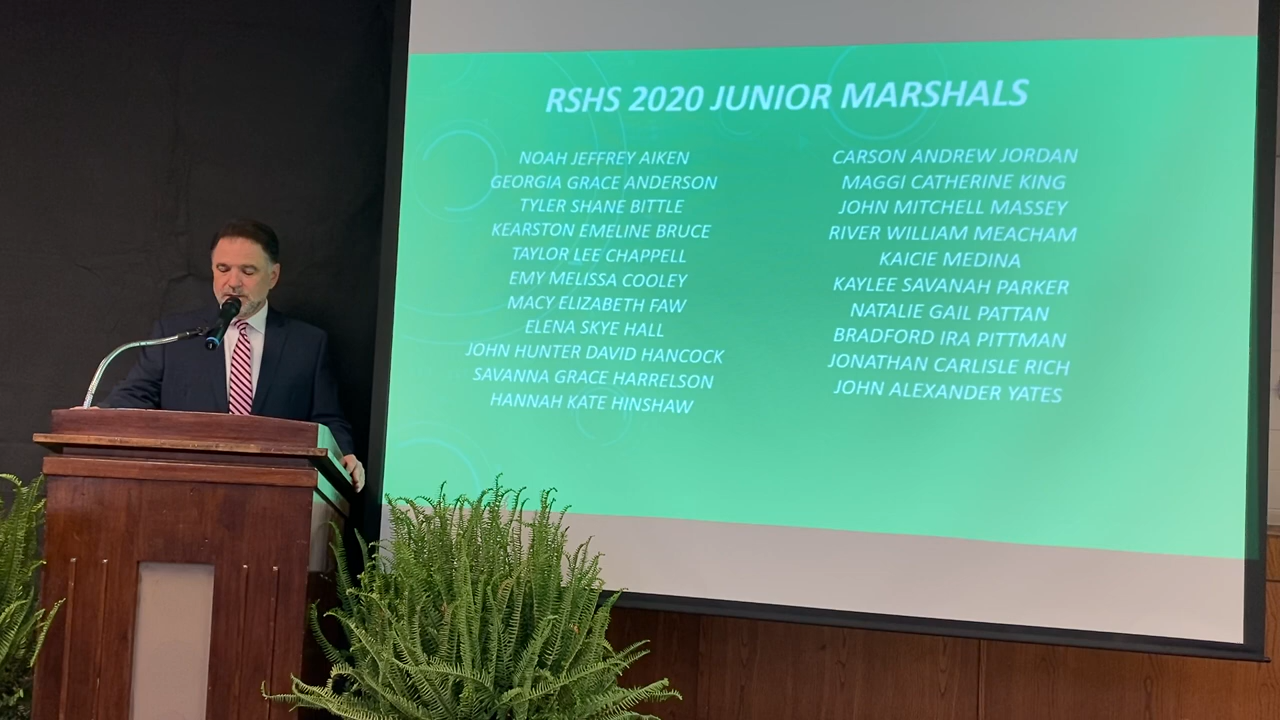 RSHS 2020 JUNIOR MARSHALS
NOAH JEFFREY AIKEN
GEORGIA GRACE ANDERSON
TYLER SHANE BITTLE
KEARSTON EMELINE BRUCE
TAYLOR LEE CHAPPELL
EMY MELISSA COOLEY
MACY ELIZABETH FAW
ELENA SKYE HALL
JOHN HUNTER DAVID HANCOCK
SAVANNA GRACE HARRELSON
HANNAH KATE HINSHAW
CARSON ANDREW JORDAN
MAGGI CATHERINE KING
JOHN MITCHELL MASSEY
RIVER WILLIAM MEACHAM
KAICIE MEDINA
KAYLEE SAVANAH PARKER
NATALIE GAIL PATTAN
BRADFORD IRA PITTMAN
JONATHAN CARLISLE RICH
JOHN ALEXANDER YATES